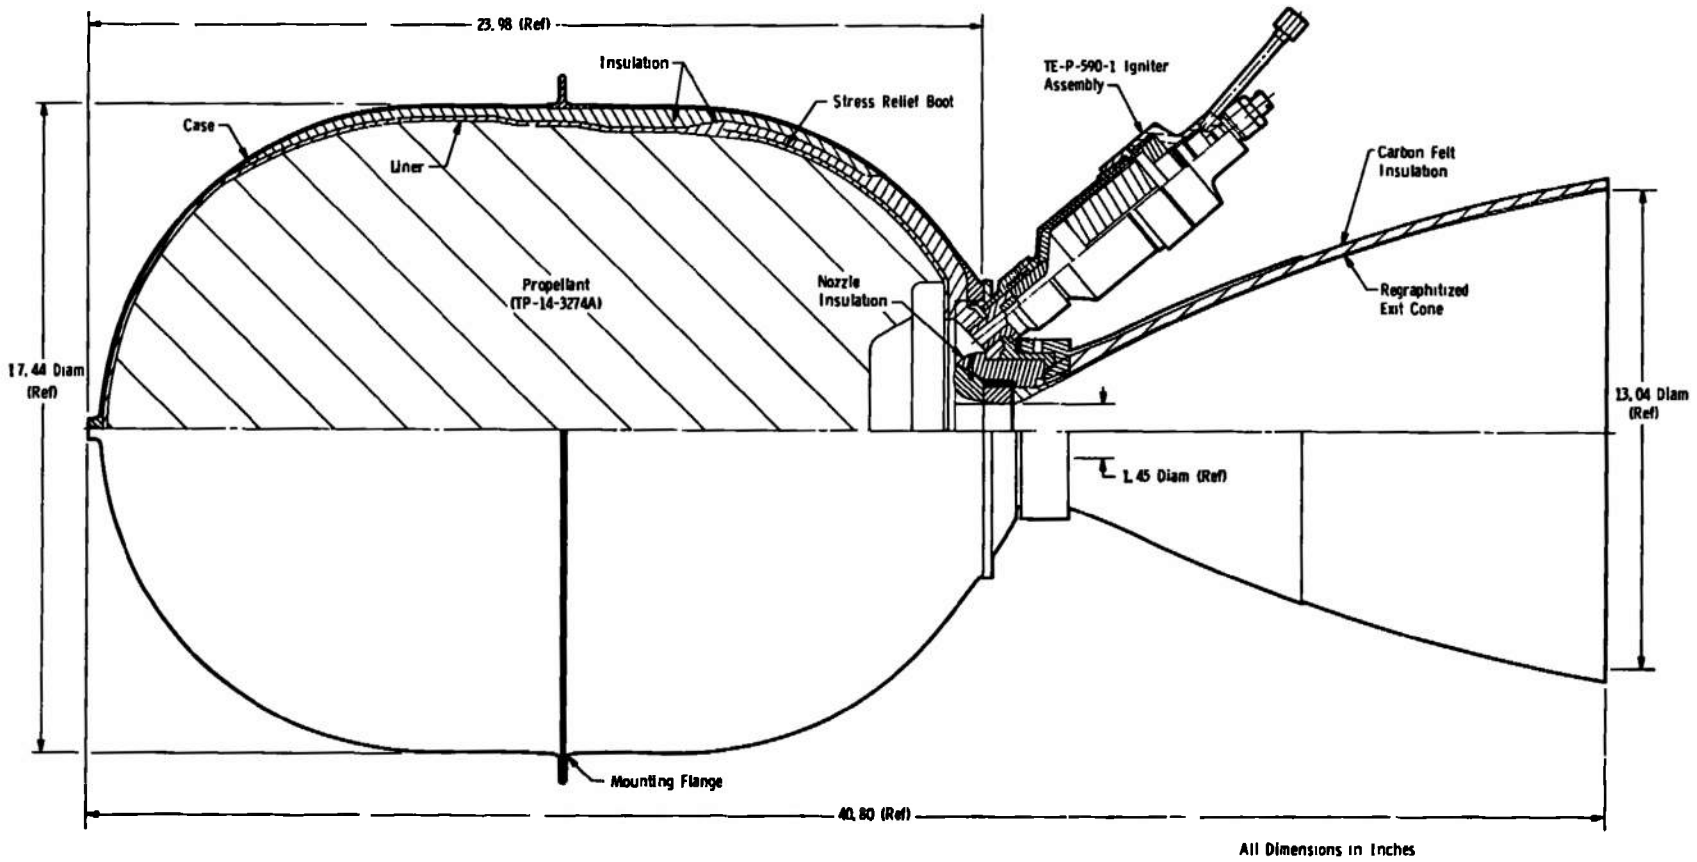 23.98 (Ref)
Insulation
TE-P-590-1 Igniter
Assembly
Stress Relief Boot
Case
Liner
Carbon Felt
Insulation
Propellant
(TP-14-3274A)
Nozzle
Insulation
Regraphitized
Exit Cone
17.44 Diam
(Ref)
13.04 Diam
(Ref)
1.45 Diam (Ref)
Mounting Flange
40.80 (Ref)
All Dimensions in Inches